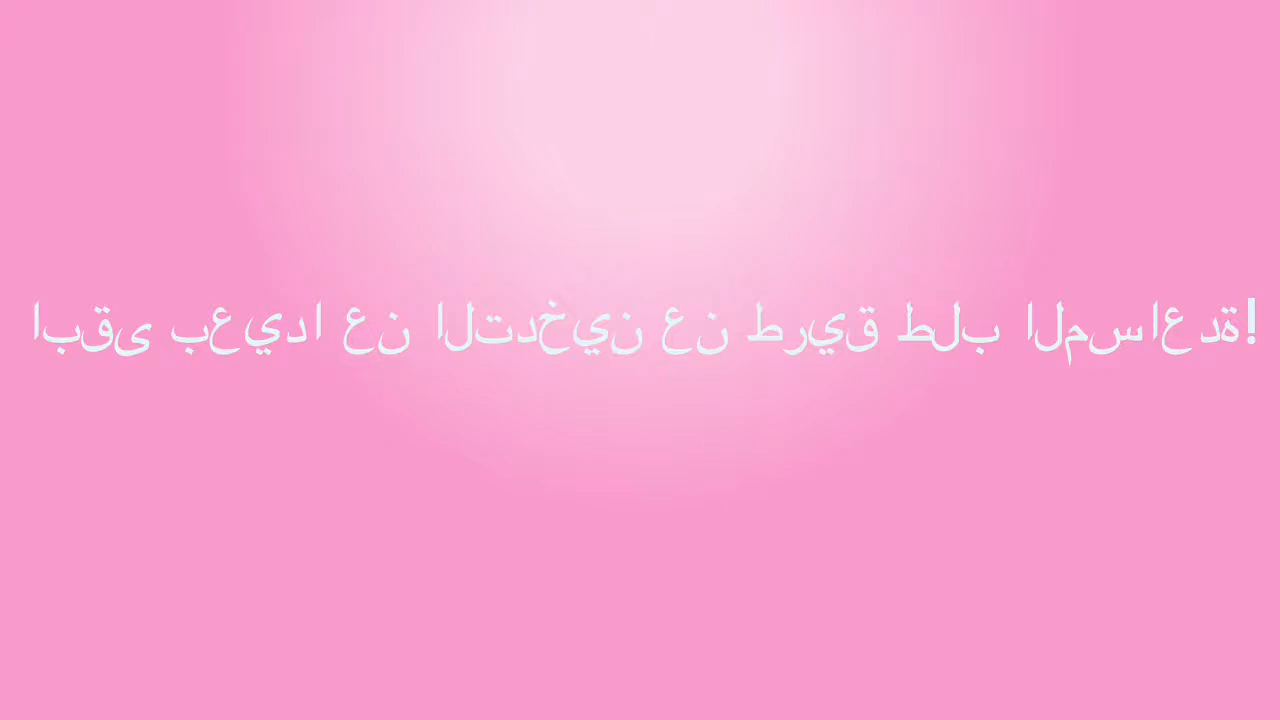 ابقى بعيدا عن التدخين عن طريق طلب المساعدة!